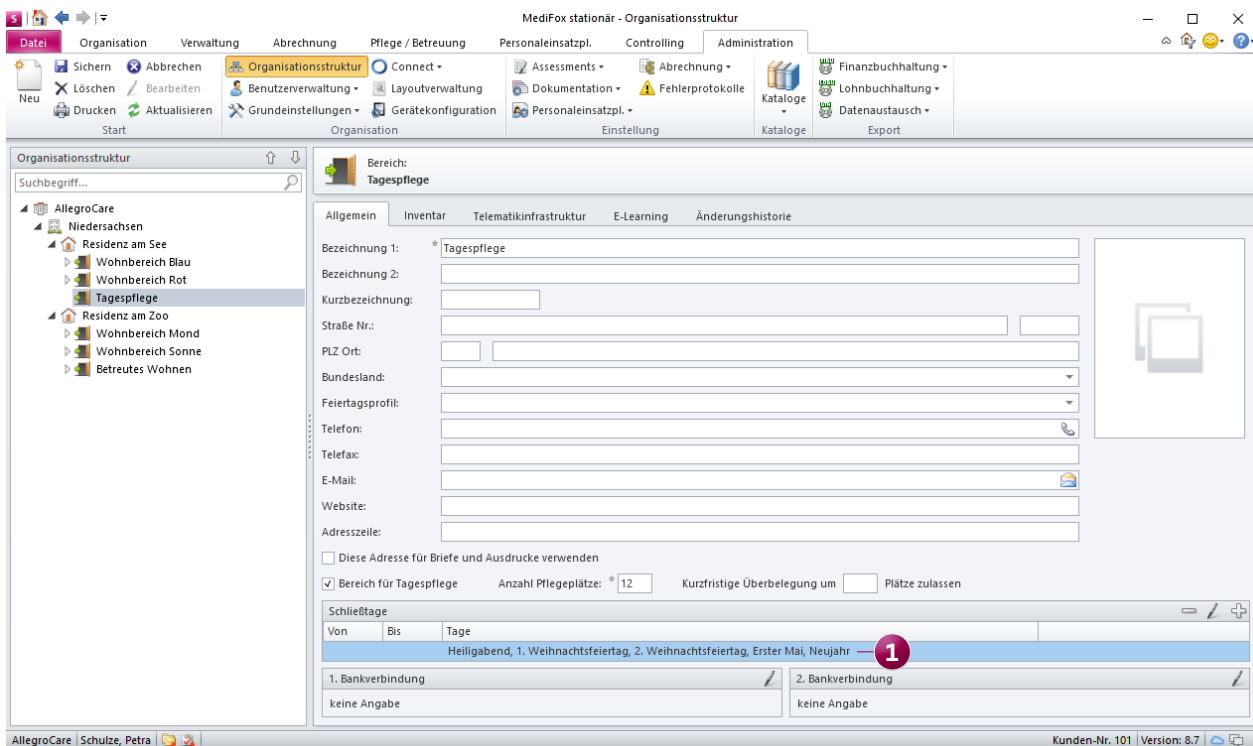 S
MediFox stationär - Organisationsstruktur
Datei Organisation Verwaltung Abrechnung Pflege / Betreuung Personaleinsatzpl. Controlling Administration
Neu
Sichern Abbrechen
Löschen Bearbeiten
Drucken Aktualisieren
Start
Organisationsstruktur Connect
Benutzerverwaltung Layoutverwaltung
Grundeinstellungen Gerätekonfiguration
Organisation
Assessments Abrechnung
Dokumentation Fehlerprotokolle
Personaleinsatzpl.
Einstellung
Kataloge
Kataloge
Finanzbuchhaltung
Lohnbuchhaltung
Datenaustausch
Export
Organisationsstruktur
Suchbegriff...
AllegroCare
Niedersachsen
Residenz am See
Wohnbereich Blau
Wohnbereich Rot
Tagespflege
Residenz am Zoo
Wohnbereich Mond
Wohnbereich Sonne
Betreutes Wohnen
Bereich:
Tagespflege
Allgemein Inventar Telematikinfrastruktur E-Learning Änderungshistorie
Bezeichnung 1: * Tagespflege
Bezeichnung 2:
Kurzbezeichnung:
Straße Nr.:
PLZ Ort:
Bundesland:
Feiertagsprofil:
Telefon:
Telefax:
E-Mail:
Website:
Adresszeile:
Diese Adresse für Briefe und Ausdrucke verwenden
Bereich für Tagespflege Anzahl Pflegeplätze: * 12 Kurzfristige Überbelegung um Plätze zulassen
Schließtage
Von Bis Tage
Heiligabend, 1. Weihnachtsfeiertag, 2. Weihnachtsfeiertag, Erster Mai, Neujahr 1
1. Bankverbindung 2. Bankverbindung
keine Angabe keine Angabe
AllegroCare Schulze, Petra Kunden-Nr. 101 Version: 8.7